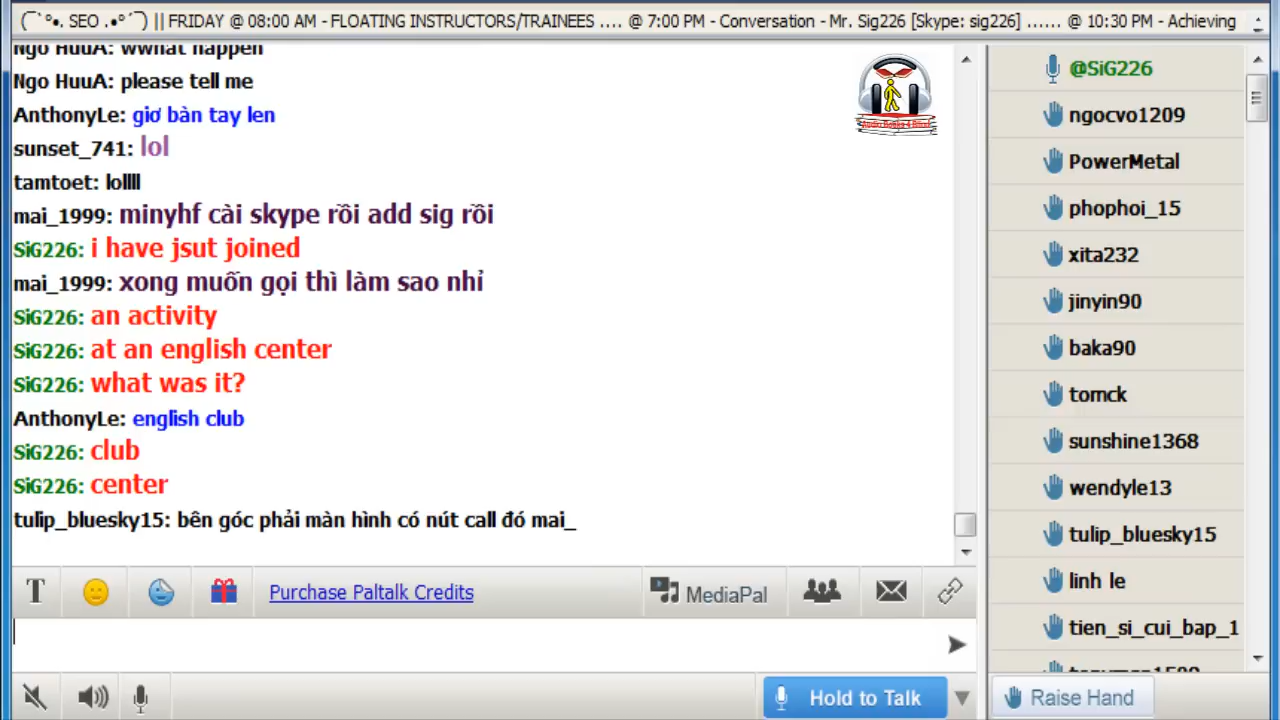 (¯`°•. SEO .•°´¯) || FRIDAY @ 08:00 AM - FLOATING INSTRUCTORS/TRAINEES .... @ 7:00 PM - Conversation - Mr. Sig226 [Skype: sig226] ...... @ 10:30 PM - Achieving
Ngo HuuA: wwhat happen
Ngo HuuA: please tell me
AnthonyLe: giơ bàn tay len
sunset_741: lol
tamtoet: lollll
mai_1999: minyhf cài skype rồi add sig rồi
SiG226: i have jsut joined
mai_1999: xong muốn gọi thì làm sao nhỉ
SiG226: an activity
SiG226: at an english center
SiG226: what was it?
AnthonyLe: english club
SiG226: club
SiG226: center
tulip_bluesky15: bên góc phải màn hình có nút call đó mai_
T
Purchase Paltalk Credits
MediaPal
Hold to Talk
@SiG226
ngocvo1209
PowerMetal
phophoi_15
xita232
jinyin90
baka90
tomck
sunshine1368
wendyle13
tulip_bluesky15
linh le
tien_si_cui_bap_1
Raise Hand